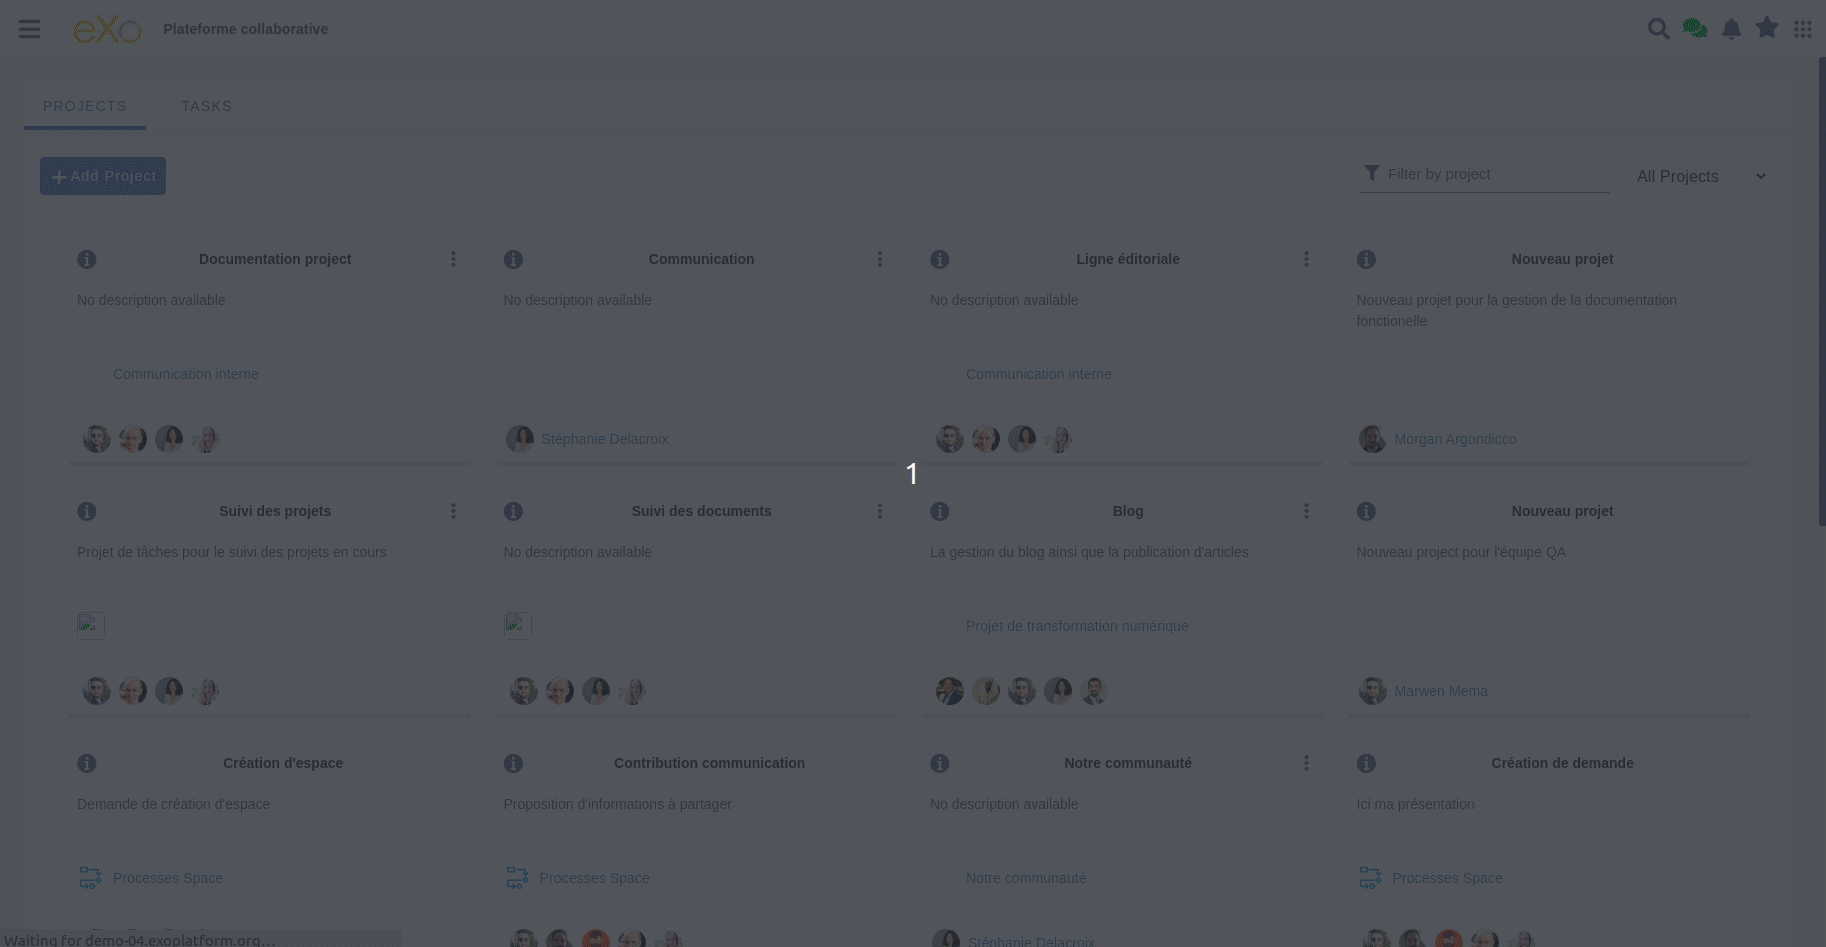 eXo Plateforme collaborative
PROJECTS TASKS
+ Add Project
Filter by project
All Projects
Documentation project
No description available
Communication interne
Communication
No description available
Stéphanie Delacroix
Ligne éditoriale
No description available
Communication interne
Nouveau projet
Nouveau projet pour la gestion de la documentation
fonctionelle
Morgan Argondicco
1
Suivi des projets
Projet de tâches pour le suivi des projets en cours
Suivi des documents
No description available
Blog
La gestion du blog ainsi que la publication d'articles
Projet de transformation numérique
Nouveau projet
Nouveau project pour l'équipe QA
Marwen Mema
Création d'espace
Demande de création d'espace
Processes Space
Contribution communication
Proposition d'informations à partager
Processes Space
Notre communauté
No description available
Notre communauté
Stéphanie Delacroix
Création de demande
Ici ma présentation
Processes Space
Waiting for demo-04.exoplatform.org...